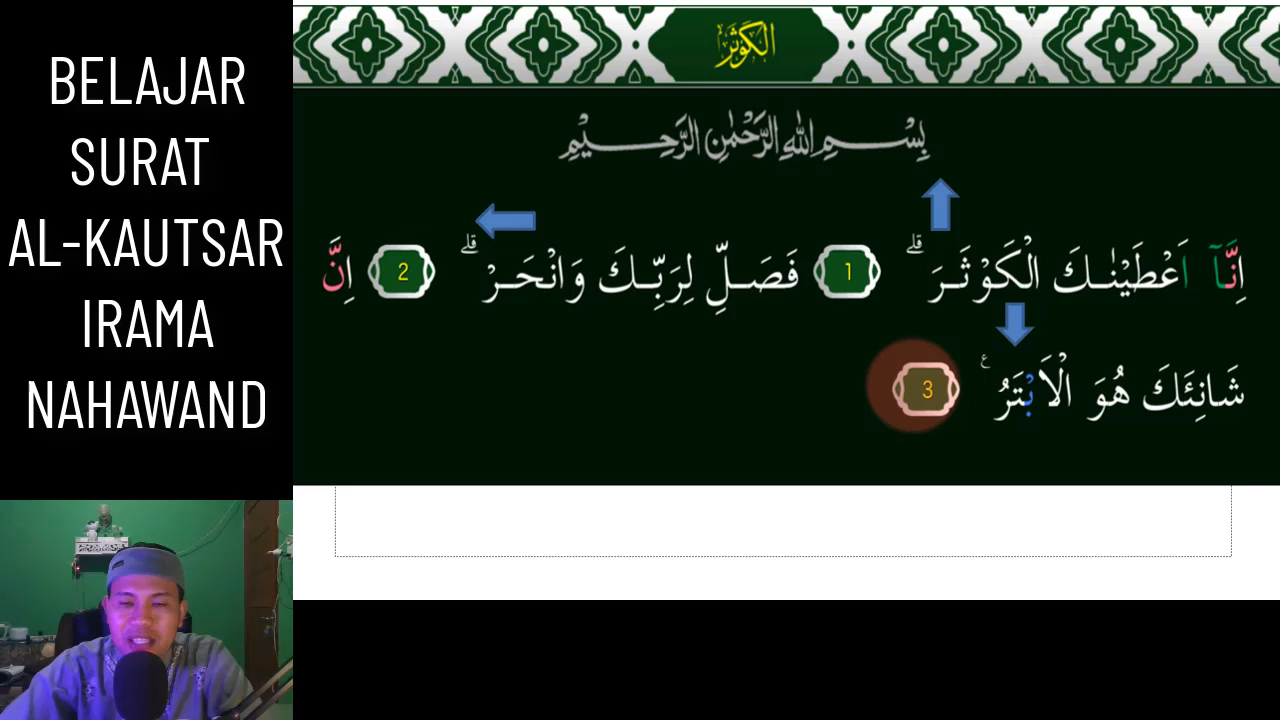 BELAJAR
SURAT
AL-KAUTSAR
IRAMA
NAHAWAND
الكوثر
بِسْمِ اللّٰهِ الرَّحْمٰنِ الرَّحِيْمِ
اِنَّآ اَعْطَيْنٰكَ الْكَوْثَرَۗ 1 فَصَلِّ لِرَبِّكَ وَانْحَرْۗ 2 اِنَّ
شَانِئَكَ هُوَ الْاَبْتَرُ ࣖ 3